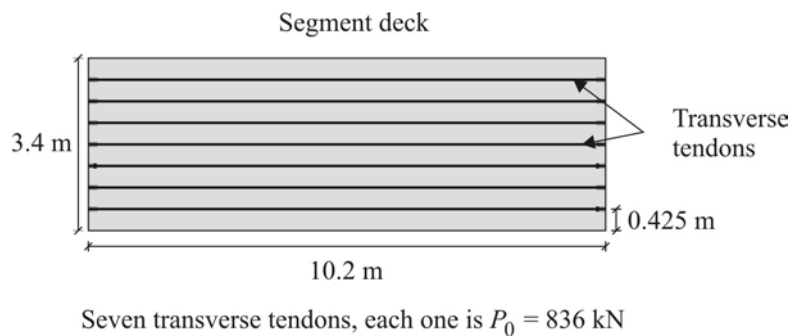 Segment deck
3.4 m
Transverse
tendons
0.425 m
10.2 m
Seven transverse tendons, each one is P₀ = 836 kN